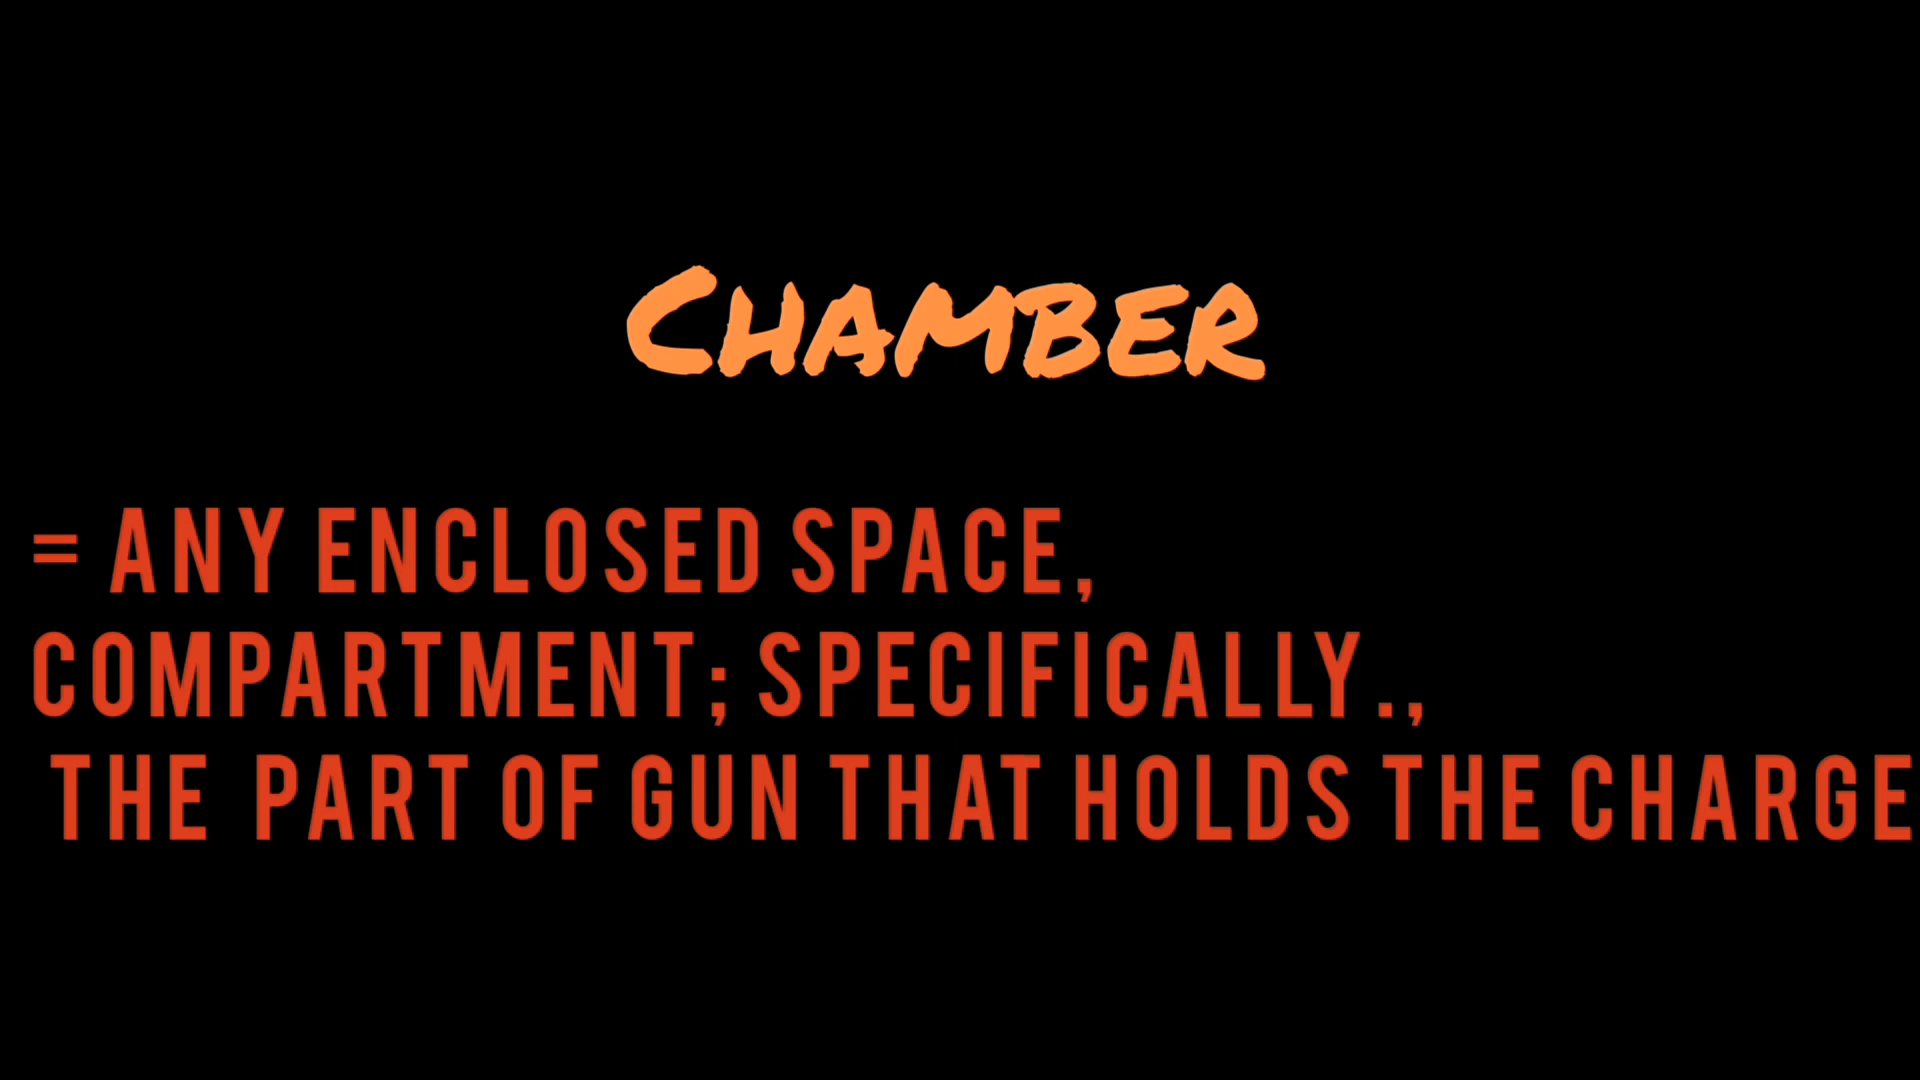 Chamber
= ANY ENCLOSED SPACE,
COMPARTMENT; SPECIFICALLY.,
THE PART OF GUN THAT HOLDS THE CHARGE